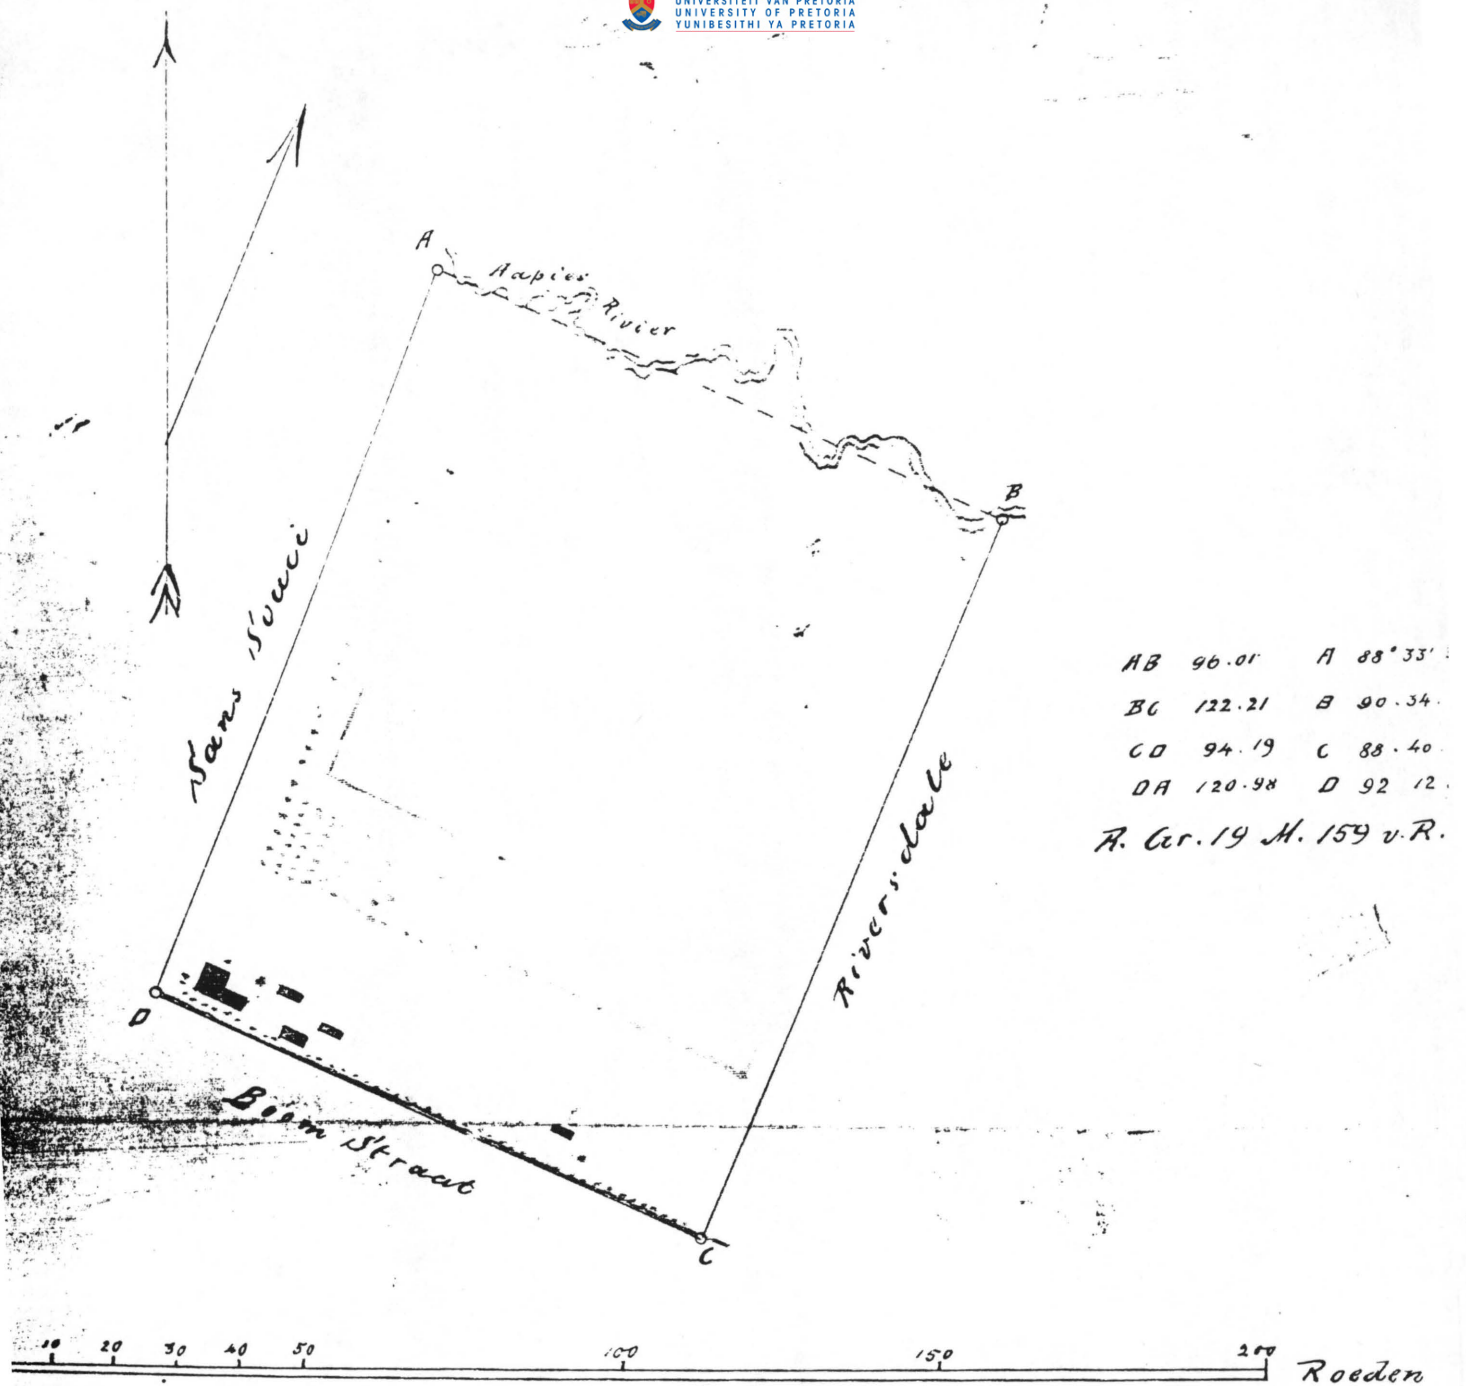 UNIVERSITEIT VAN PRETORIA
UNIVERSITY OF PRETORIA
YUNIBESITHI YA PRETORIA
A
Aapies
Rivier
B
Sans Souci
AB 96.01 A 88°33'
BC 122.21 B 90.34.
CD 94.19 C 88.40
DA 120.98 D 92 12.
R. Gr. 19 M. 159 v. R.
Riversdale
D
Boom Straat
C
10 20 30 40 50 100 150 200 Roeden